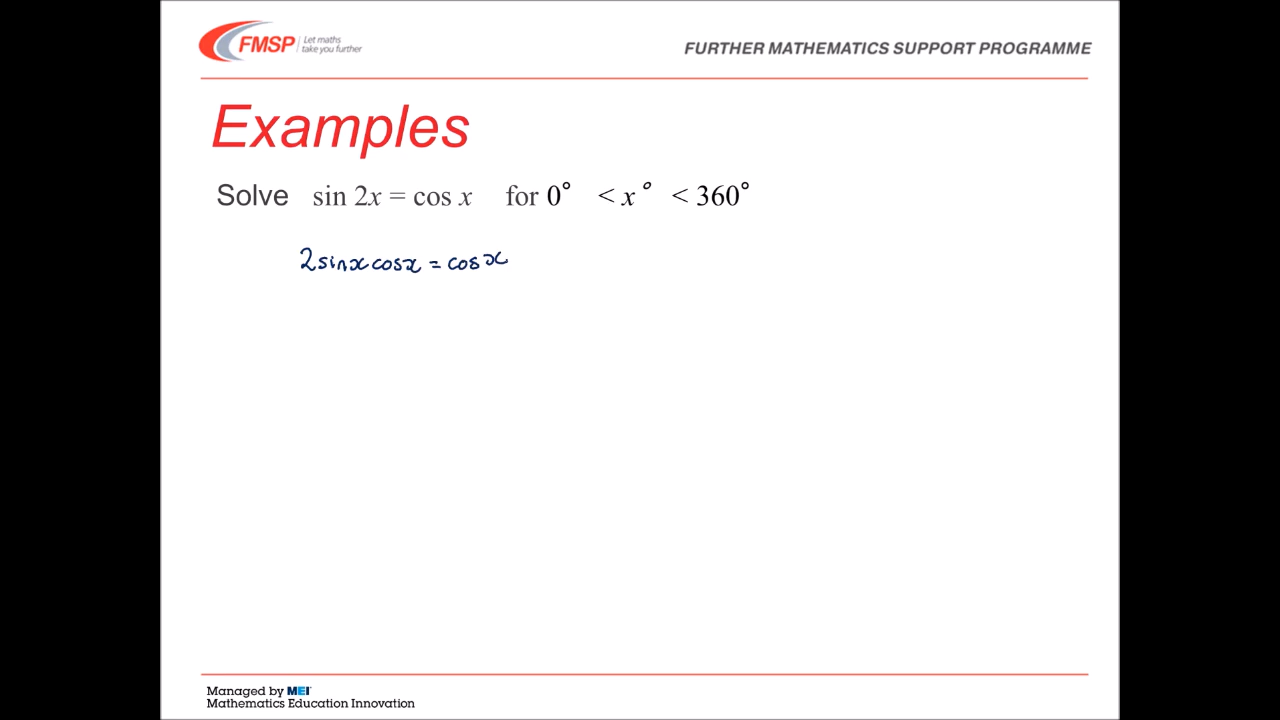 FMSP Let maths
take you further
FURTHER MATHEMATICS SUPPORT PROGRAMME
Examples
Solve sin 2x = cos x for 0° < x° < 360°
2sinxcosx = cosx
Managed by MEI
Mathematics Education Innovation